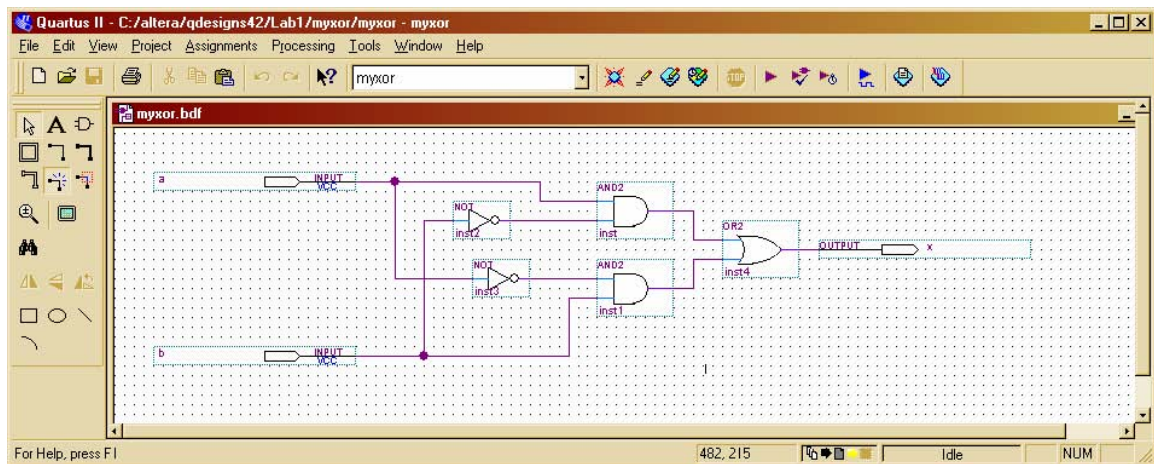 Quartus II - C:/altera/qdesigns42/Lab1/myxor/myxor - myxor
File Edit View Project Assignments Processing Tools Window Help
myxor
STOP
myxor.bdf
a
INPUT
VCC
AND2
inst
NOT
inst2
OR2
inst4
OUTPUT
x
NOT
inst3
AND2
inst1
b
INPUT
VCC
For Help, press F1
482, 215
Idle
NUM